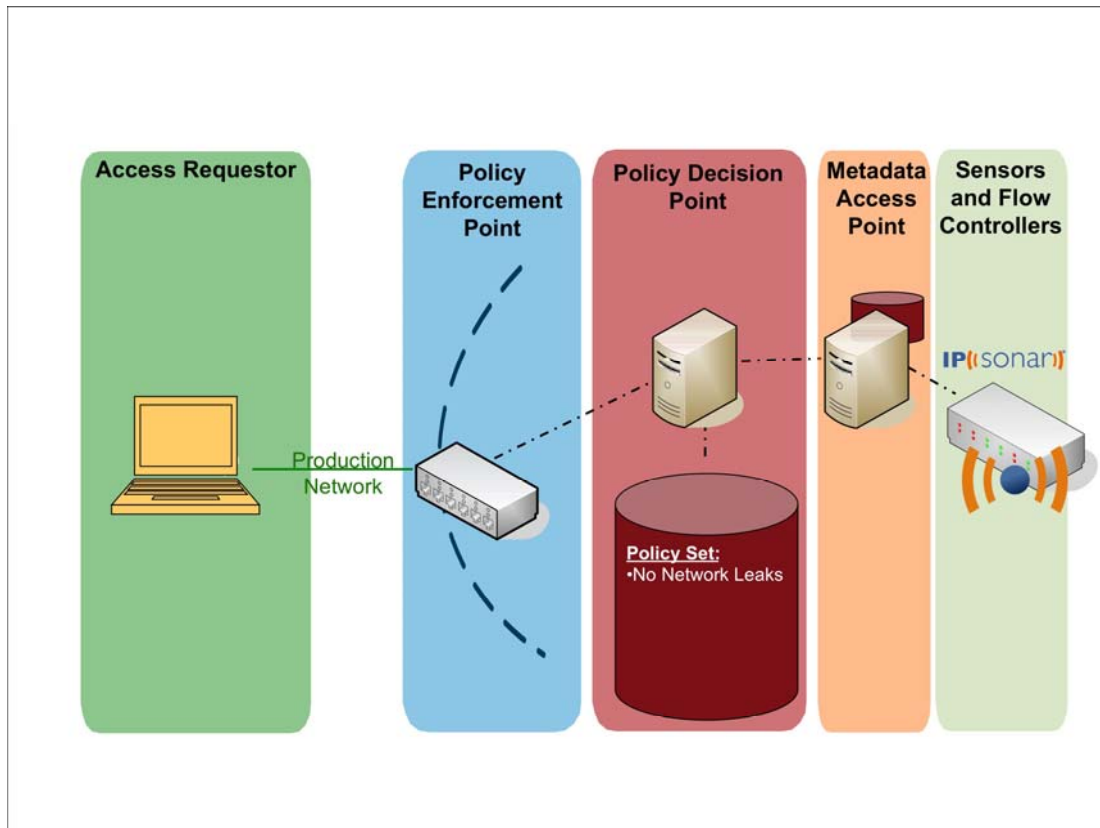 Access Requestor
Policy
Enforcement
Point
Policy Decision
Point
Metadata
Access
Point
Sensors
and Flow
Controllers
IP((sonar))
Production
Network
Policy Set:
•No Network Leaks